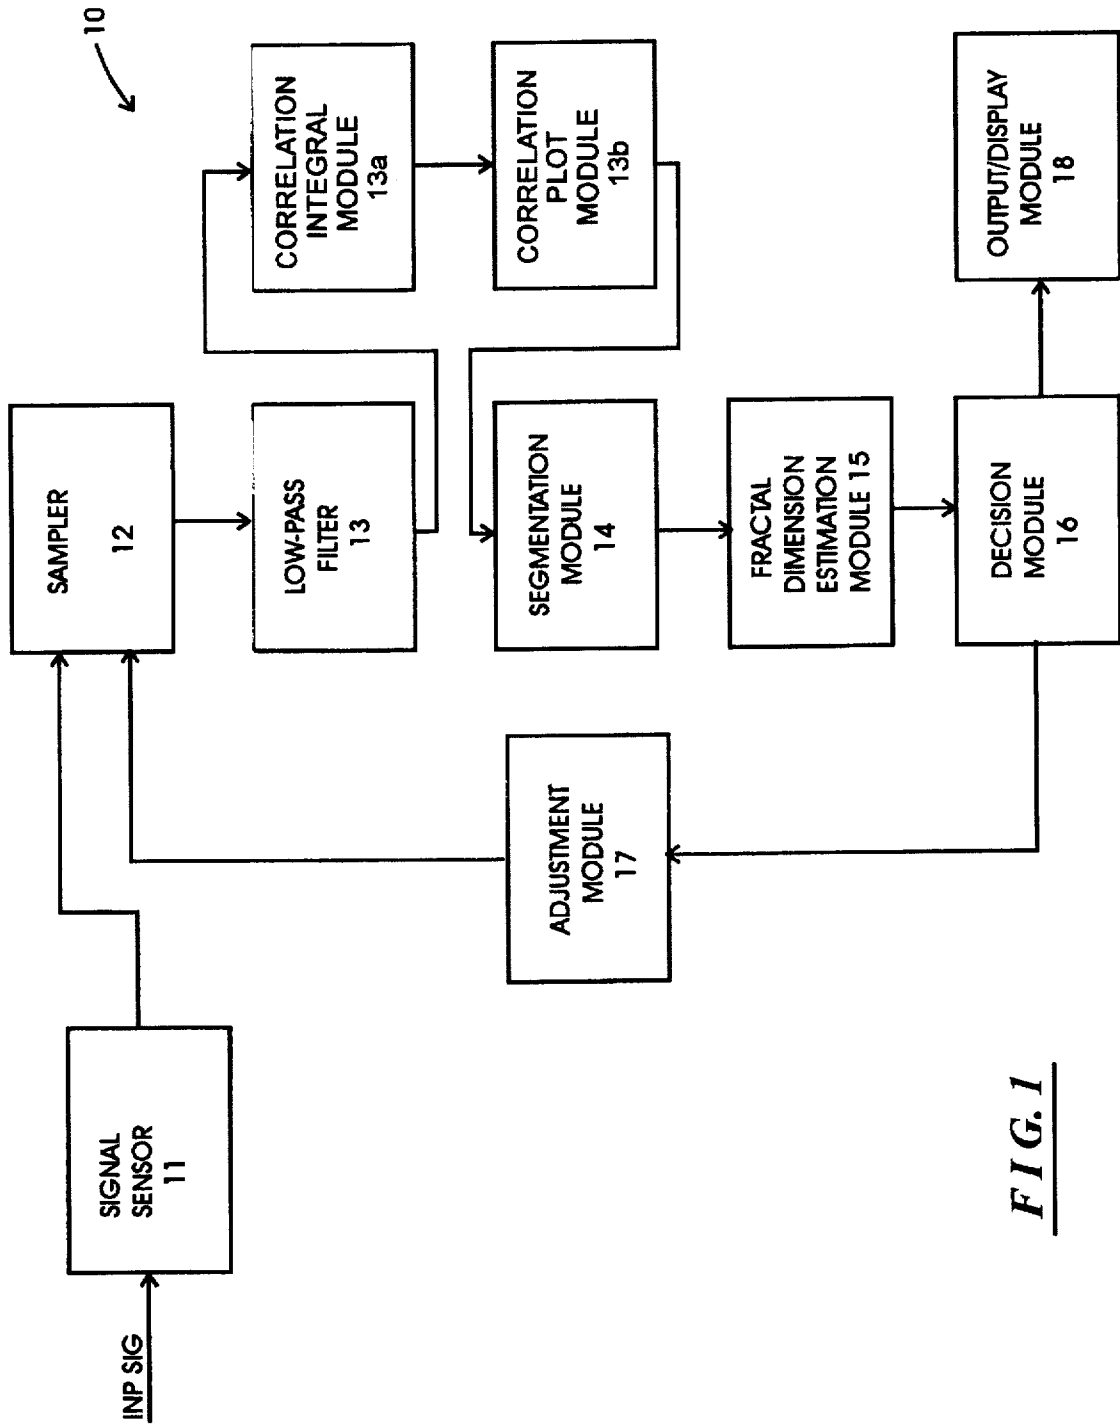 10
INP SIG
SIGNAL
SENSOR
11
SAMPLER
12
LOW-PASS
FILTER
13
CORRELATION
INTEGRAL
MODULE
13a
CORRELATION
PLOT
MODULE
13b
SEGMENTATION
MODULE
14
FRACTAL
DIMENSION
ESTIMATION
MODULE 15
DECISION
MODULE
16
ADJUSTMENT
MODULE
17
OUTPUT/DISPLAY
MODULE
18
FIG. 1